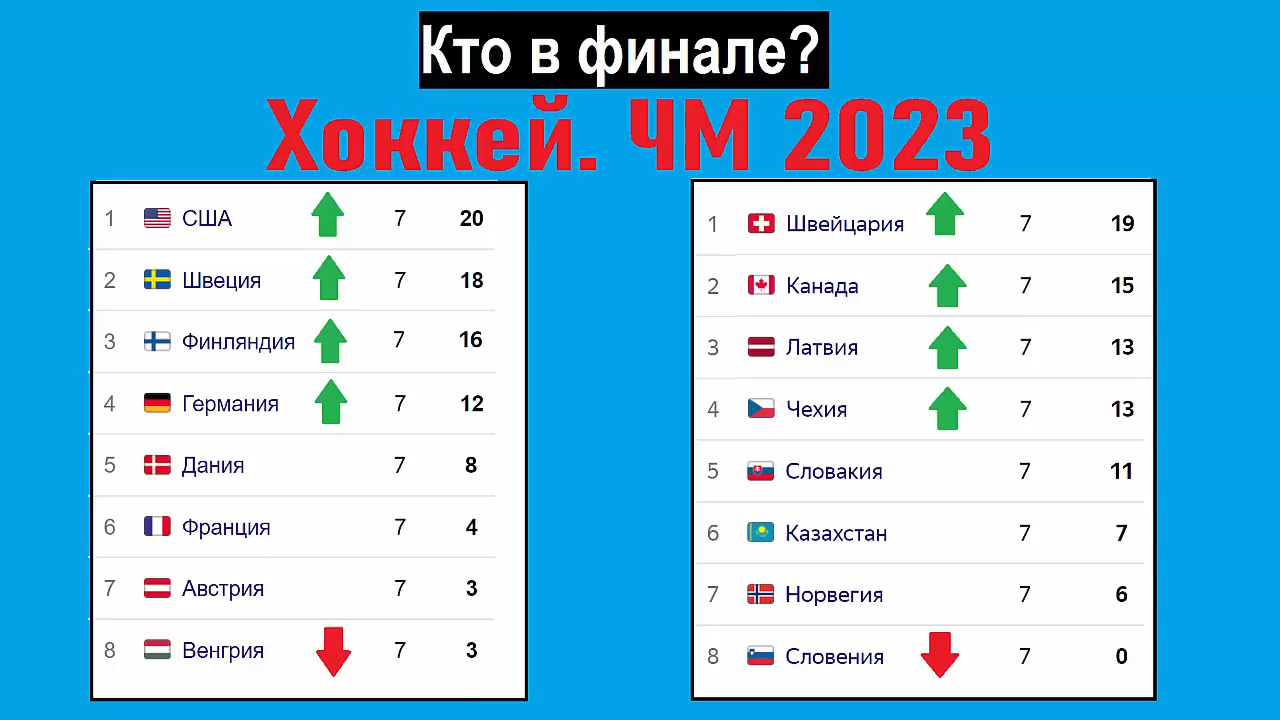 Кто в финале?
Хоккей. ЧМ 2023
1 США 7 20
2 Швеция 7 18
3 Финляндия 7 16
4 Германия 7 12
5 Дания 7 8
6 Франция 7 4
7 Австрия 7 3
8 Венгрия 7 3
1 Швейцария 7 19
2 Канада 7 15
3 Латвия 7 13
4 Чехия 7 13
5 Словакия 7 11
6 Казахстан 7 7
7 Норвегия 7 6
8 Словения 7 0